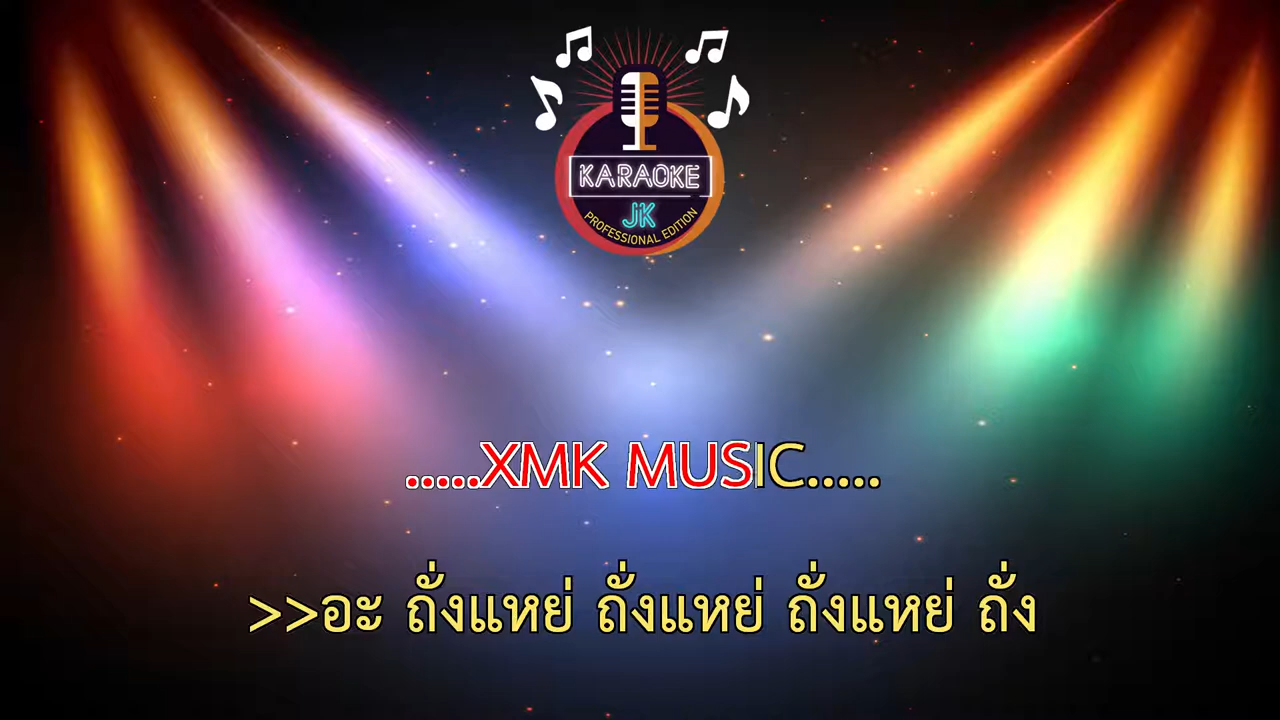 KARAOKE
JK
PROFESSIONAL EDITION
.....XMK MUSIC.....
>>อะ ถั่งแหย่ ถั่งแหย่ ถั่งแหย่ ถั่ง